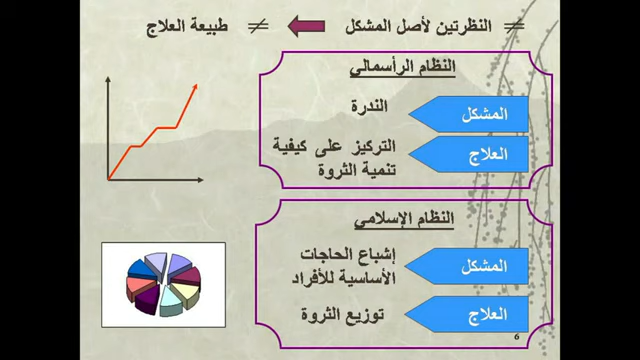 ≠ النظرتين لأصل المشكل ≠ طبيعة العلاج
النظام الرأسمالي
المشكل
الندرة
العلاج
التركيز على كيفية
تنمية الثروة
النظام الإسلامي
المشكل
إشباع الحاجات
الأساسية للأفراد
العلاج
توزيع الثروة
6